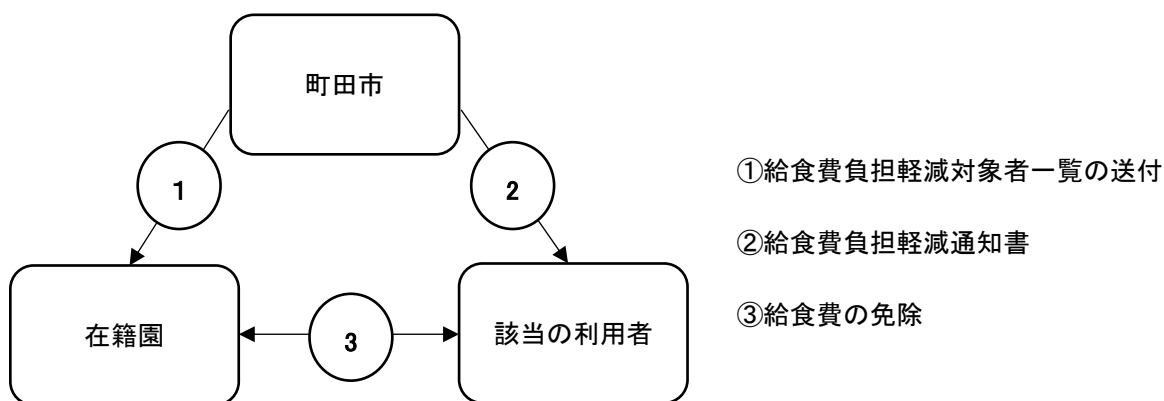 町田市
1
2
①給食費負担軽減対象者一覧の送付
②給食費負担軽減通知書
③給食費の免除
在籍園
3
該当の利用者